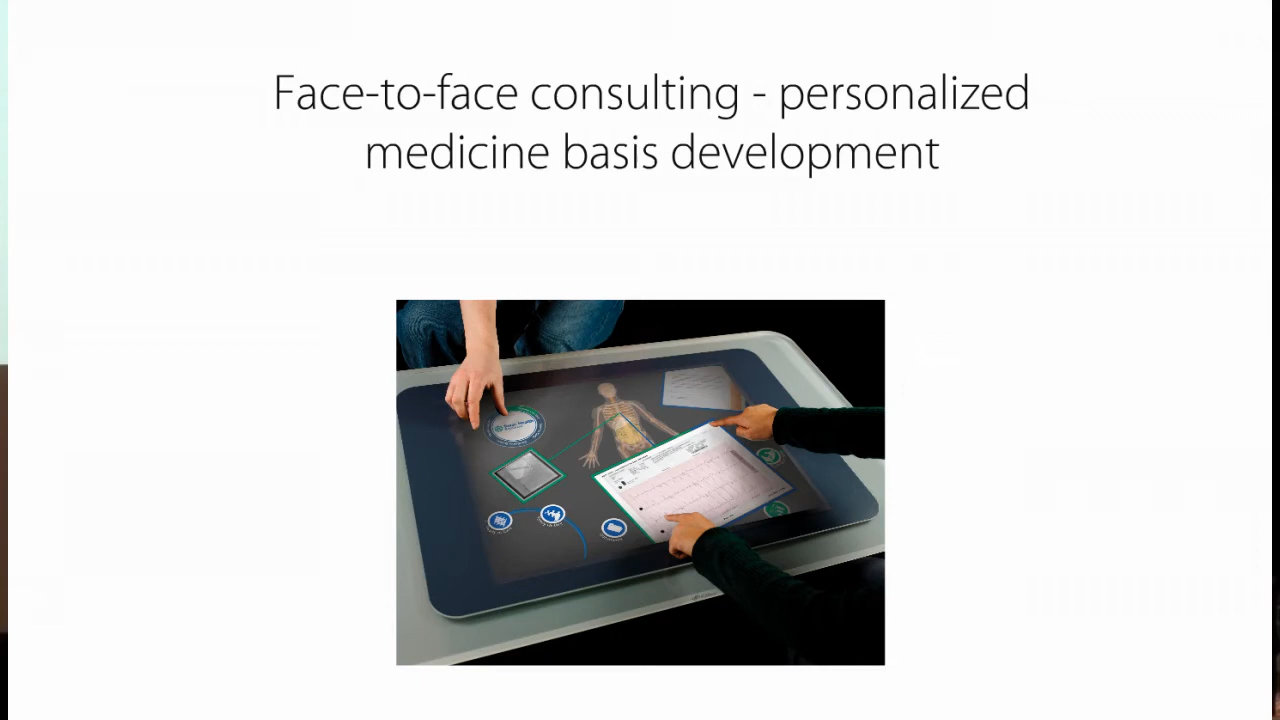 Face-to-face consulting - personalized
medicine basis development